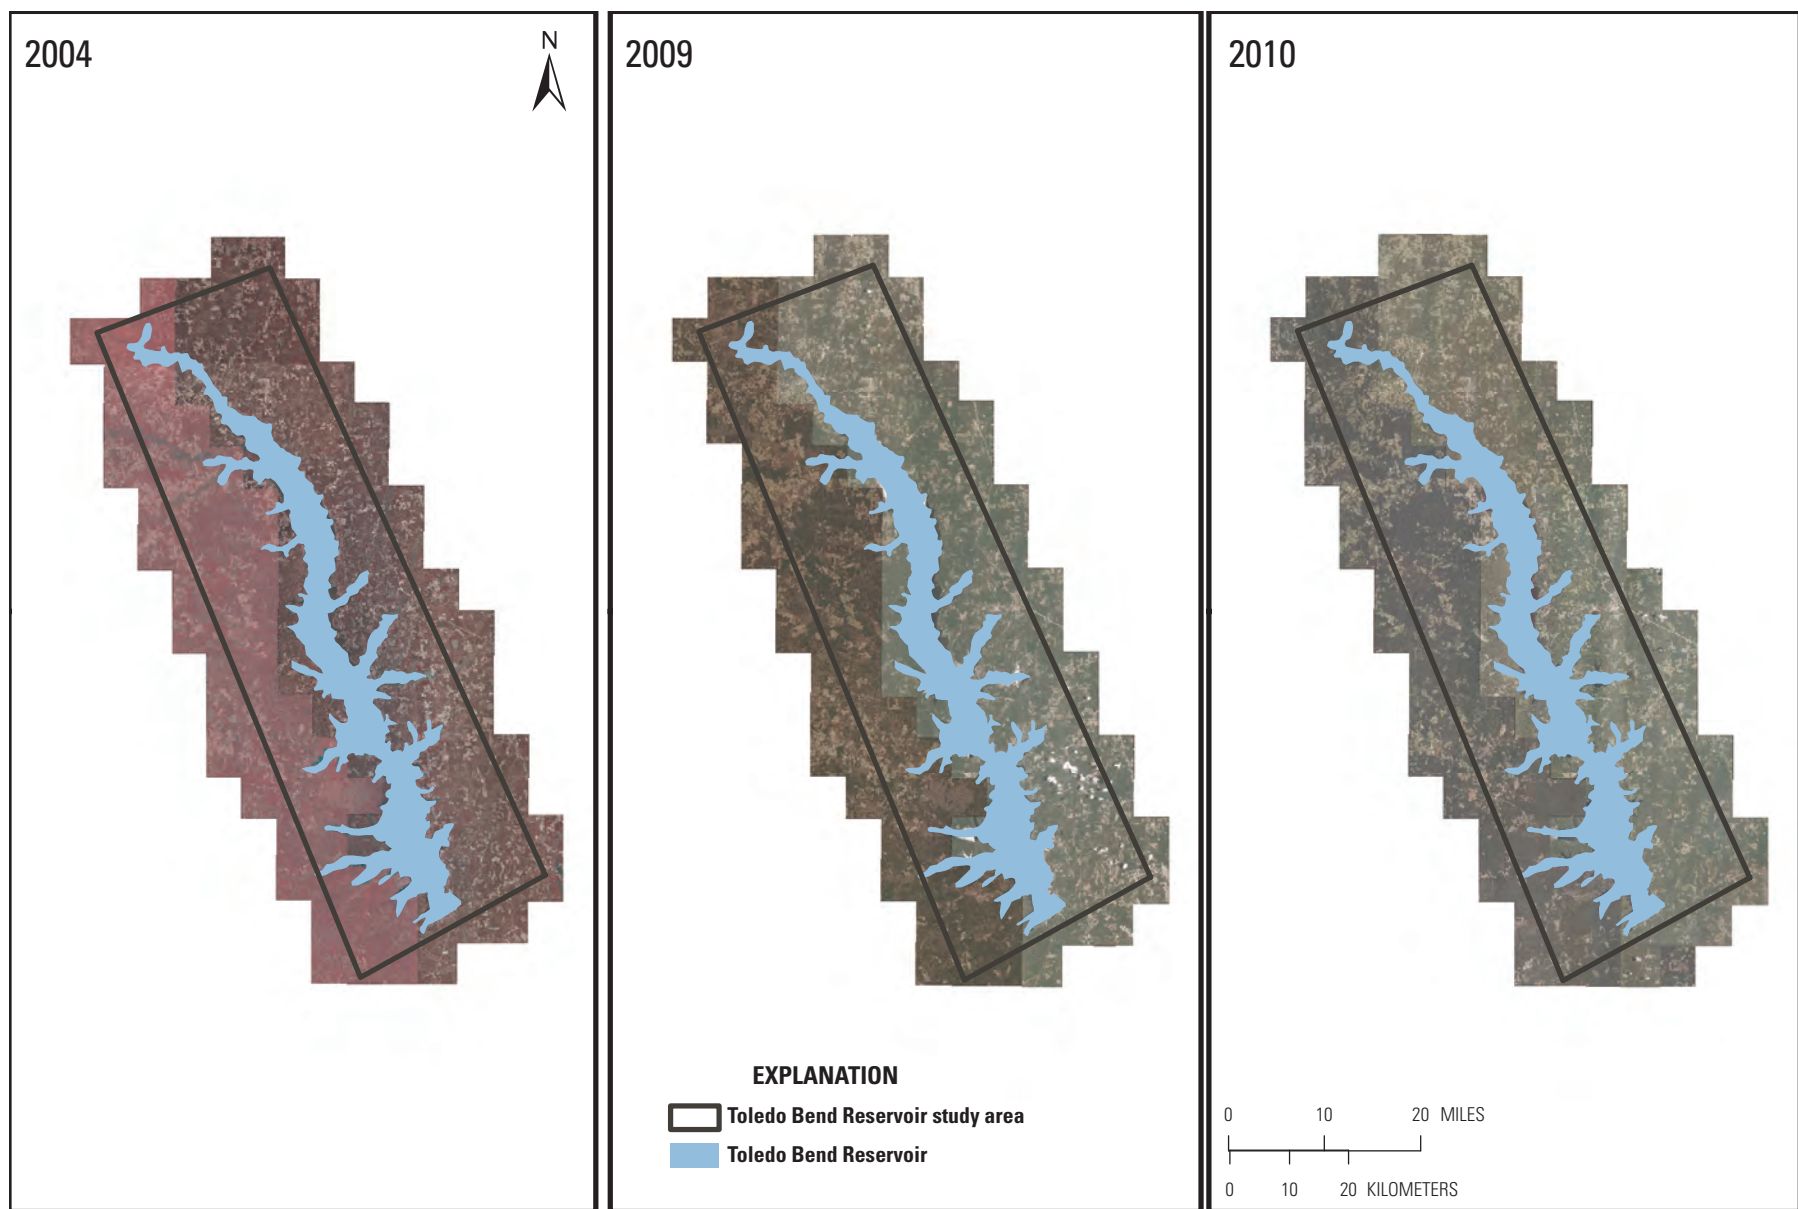 2004
N
2009
2010
EXPLANATION
Toledo Bend Reservoir study area
Toledo Bend Reservoir
0 10 20 MILES
0 10 20 KILOMETERS